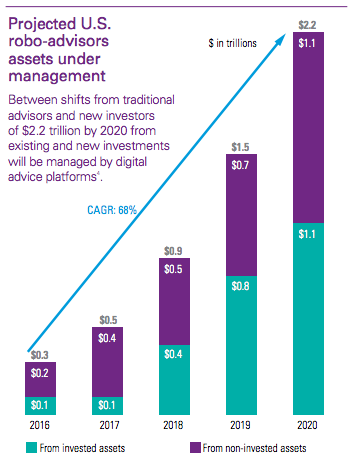 Projected U.S.
robo-advisors
assets under
management
Between shifts from traditional
advisors and new investors
of $2.2 trillion by 2020 from
existing and new investments
will be managed by digital
advice platforms⁴.
$ in trillions
CAGR: 68%
$0.3
$0.2
$0.1
$0.5
$0.4
$0.1
$0.9
$0.5
$0.4
$1.5
$0.7
$0.8
$2.2
$1.1
$1.1
2016 2017 2018 2019 2020
From invested assets From non-invested assets